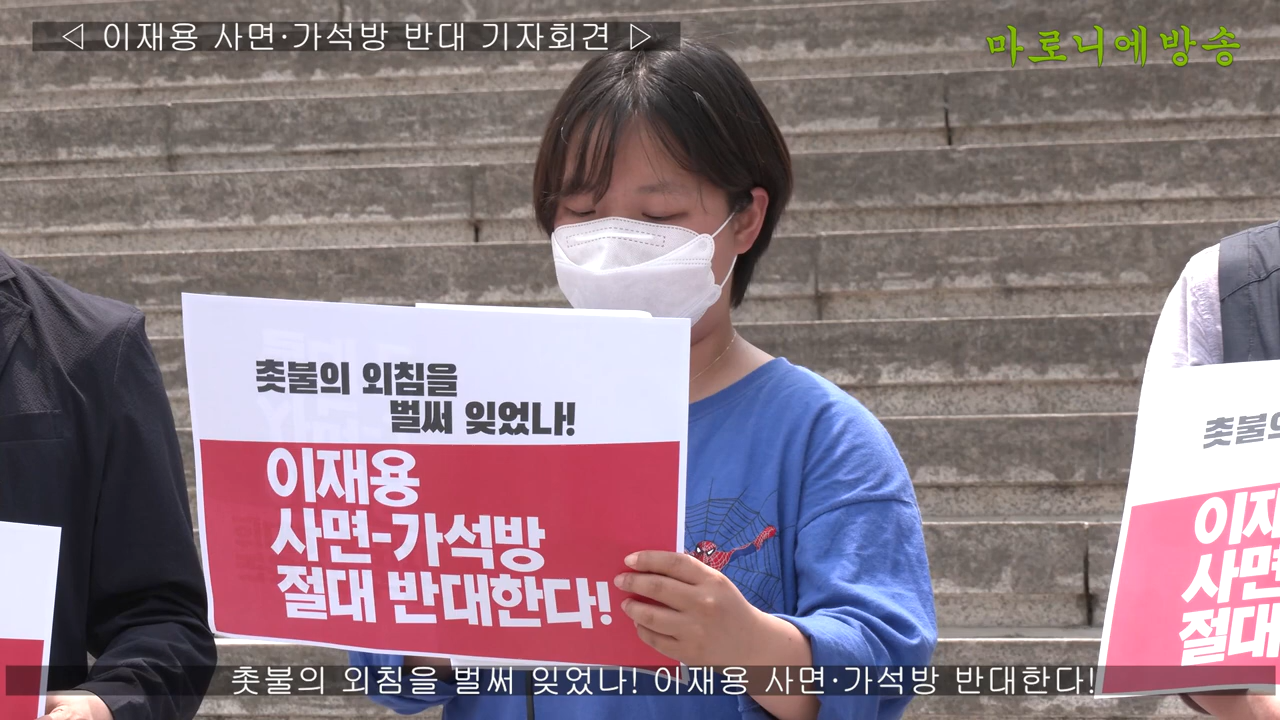 ◁ 이재용 사면·가석방 반대 기자회견 ▷
마로니에방송
촛불의 외침을
벌써 잊었나!
이재용
사면-가석방
절대 반대한다!
촛불의
이재
사면
절대
촛불의 외침을 벌써 잊었나! 이재용 사면·가석방 반대한다!